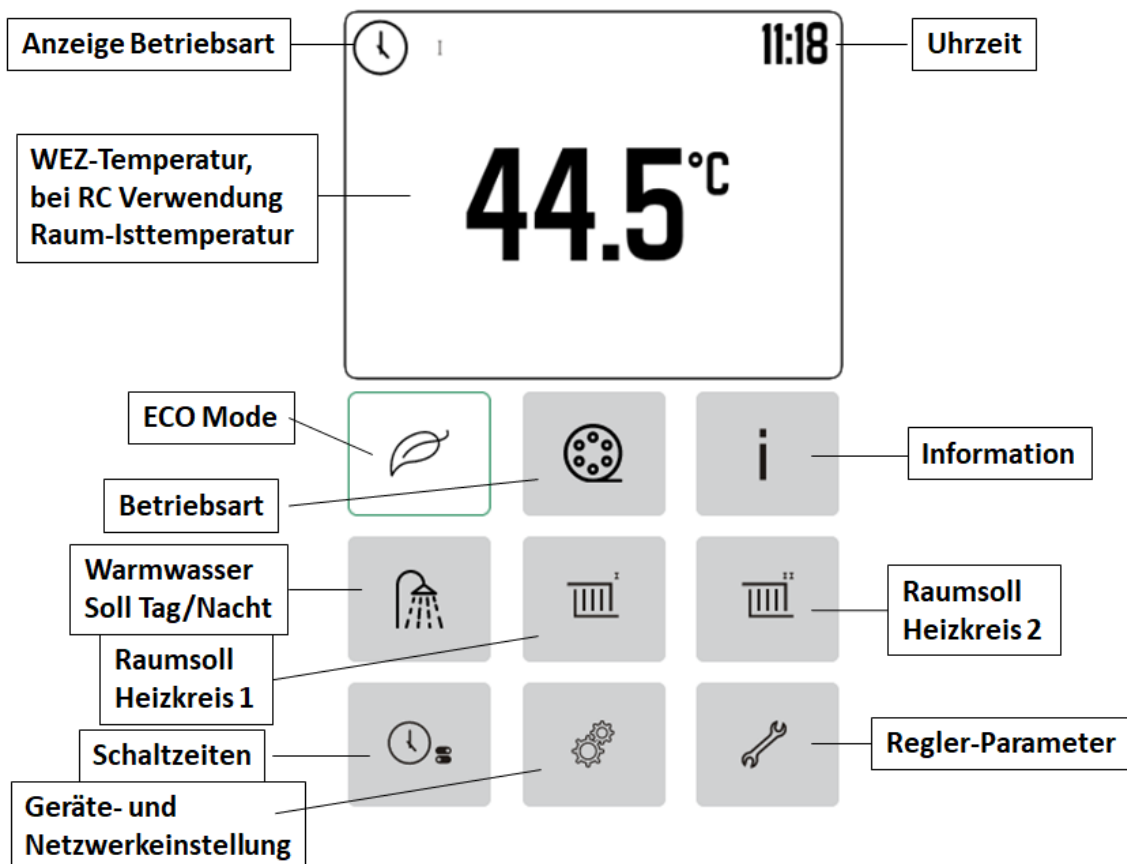 Anzeige Betriebsart
I
11:18
Uhrzeit
WEZ-Temperatur,
bei RC Verwendung
Raum-Isttemperatur
44.5°C
ECO Mode
Betriebsart
i
Information
Warmwasser
Soll Tag/Nacht
I
II
Raumsoll
Heizkreis 2
Raumsoll
Heizkreis 1
Schaltzeiten
Regler-Parameter
Geräte- und
Netzwerkeinstellung